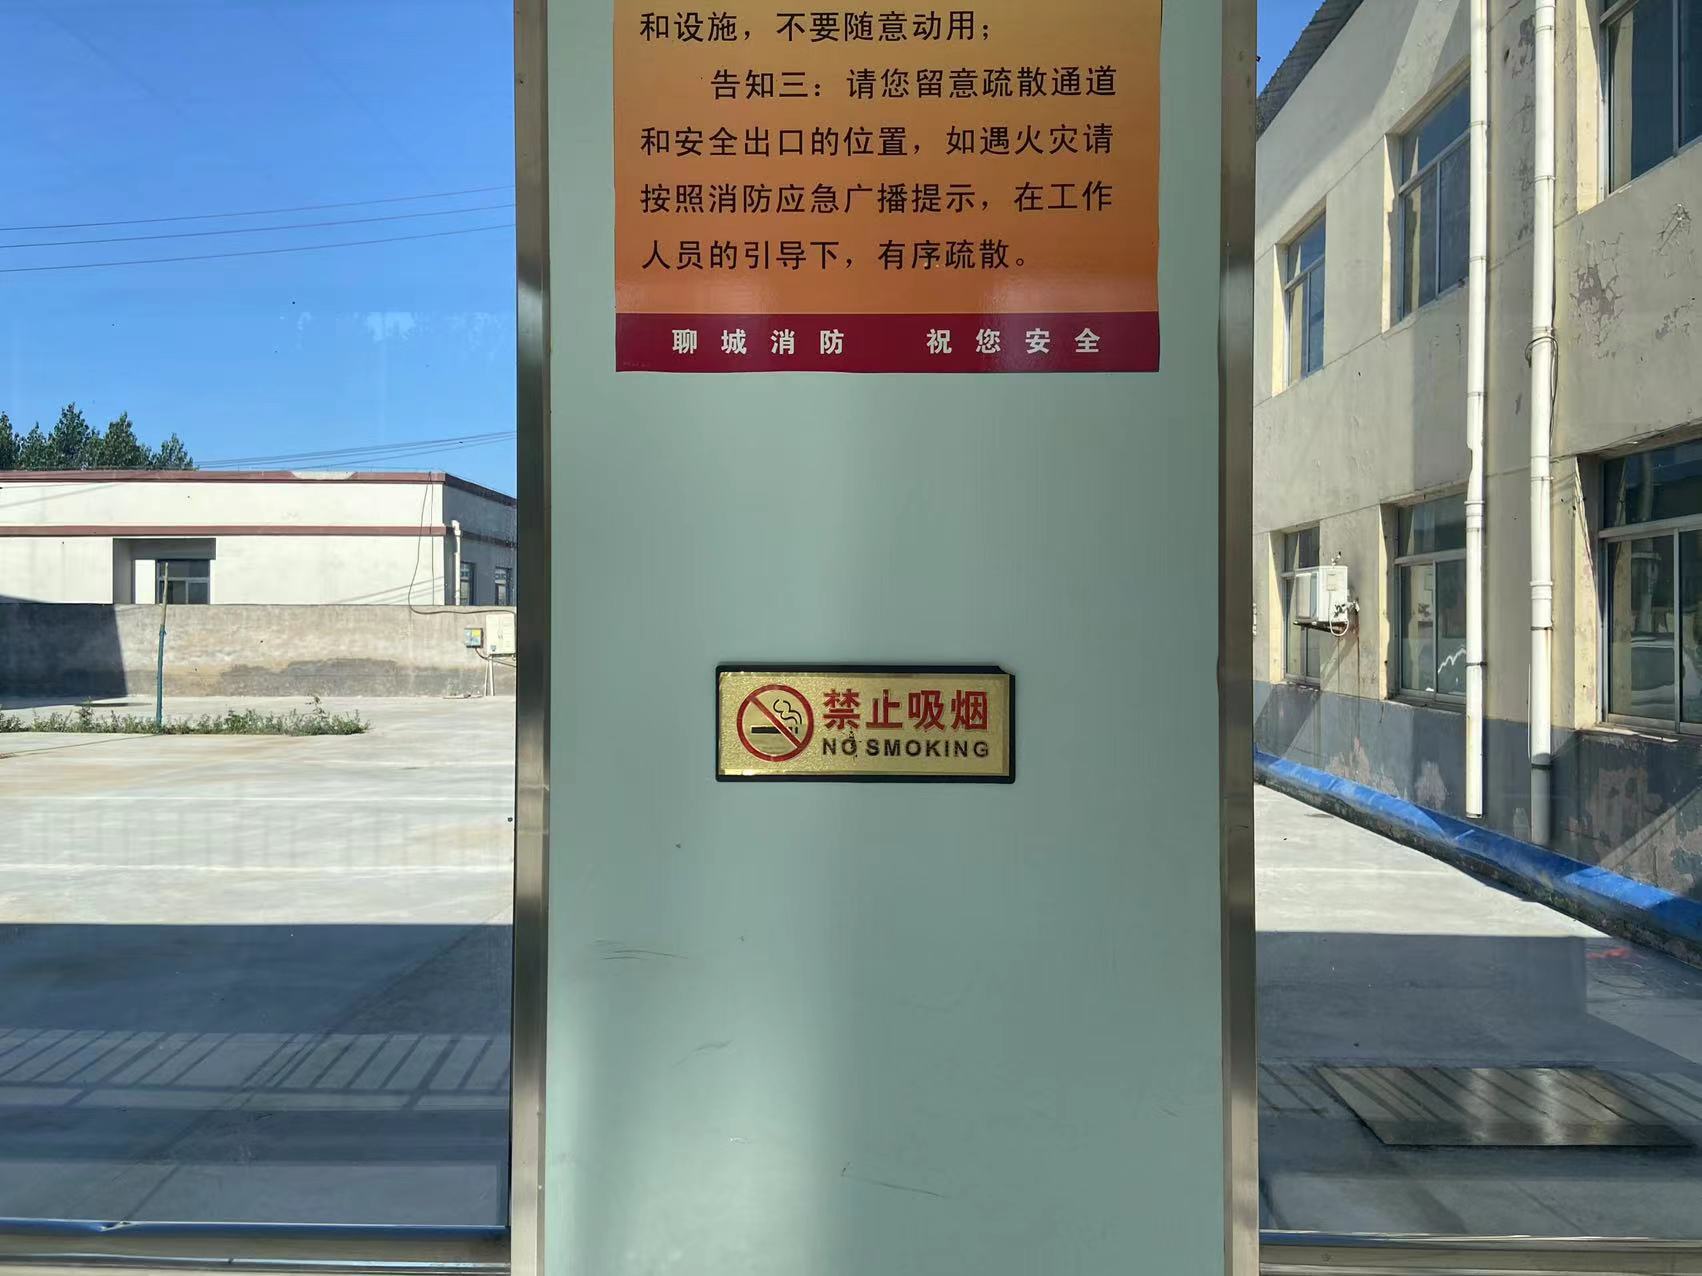 和设施，不要随意动用；
告知三：请您留意疏散通道
和安全出口的位置，如遇火灾请
按照消防应急广播提示，在工作
人员的引导下，有序疏散。
聊城消防 祝您安全
禁止吸烟
NO SMOKING